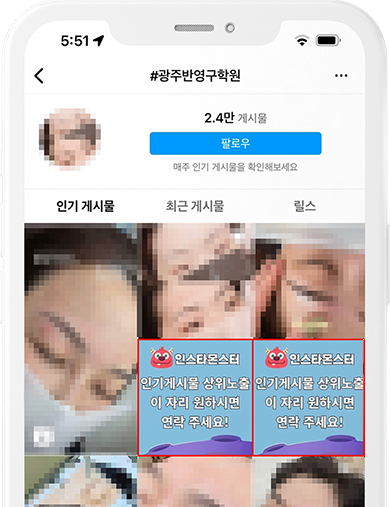 5:51
#광주반영구학원
2.4만 게시물
팔로우
매주 인기 게시물을 확인해보세요
인기 게시물
최근 게시물
릴스
인스타몬스터
인기게시물 상위노출
이 자리 원하시면
연락 주세요!
인스타몬스터
인기게시물 상위노출
이 자리 원하시면
연락 주세요!